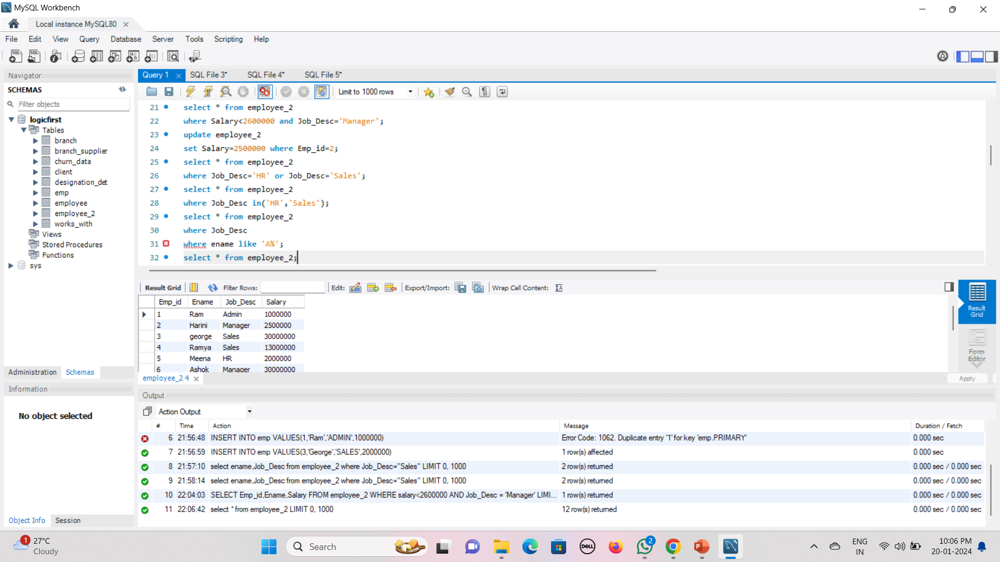 MySQL Workbench
Local instance MySQL80
File Edit View Query Database Server Tools Scripting Help
Navigator
SCHEMAS
Filter objects
logicfirst
Tables
branch
branch_supplier
churn_data
client
designation_det
emp
employee
employee_2
works_with
Views
Stored Procedures
Functions
sys
Administration Schemas
Information
No object selected
Object Info Session
Query 1 SQL File 3* SQL File 4* SQL File 5*
Limit to 1000 rows
21 select * from employee_2
22 where Salary<2600000 and Job_Desc='Manager';
23 update employee_2
24 set Salary=2500000 where Emp_id=2;
25 select * from employee_2
26 where Job_Desc='HR' or Job_Desc='Sales';
27 select * from employee_2
28 where Job_Desc in('HR','Sales');
29 select * from employee_2
30 where Job_Desc
31 where ename like 'A%';
32 select * from employee_2;
Result Grid Filter Rows: Edit: Export/Import: Wrap Cell Content:
Emp_id Ename Job_Desc Salary
1 Ram Admin 1000000
2 Harini Manager 2500000
3 george Sales 30000000
4 Ramya Sales 13000000
5 Meena HR 2000000
6 Ashok Manager 30000000
Result
Grid
Form
Editor
employee_2 4
Apply
Output
Action Output
# Time Action Message Duration / Fetch
6 21:56:48 INSERT INTO emp VALUES(1,'Ram','ADMIN',1000000) Error Code: 1062. Duplicate entry '1' for key 'emp.PRIMARY' 0.000 sec
7 21:56:59 INSERT INTO emp VALUES(3,'George','SALES',2000000) 1 row(s) affected 0.000 sec
8 21:57:10 select ename,Job_Desc from employee_2 where Job_Desc="Sales" LIMIT 0, 1000 2 row(s) returned 0.000 sec / 0.000 sec
9 21:58:14 select ename,Job_Desc from employee_2 where Job_Desc="Sales" LIMIT 0, 1000 2 row(s) returned 0.000 sec / 0.000 sec
10 22:04:03 SELECT Emp_id,Ename,Salary FROM employee_2 WHERE salary<2600000 AND Job_Desc = 'Manager' LIMI... 1 row(s) returned 0.000 sec / 0.000 sec
11 22:06:42 select * from employee_2 LIMIT 0, 1000 12 row(s) returned 0.000 sec / 0.000 sec
1
27°C
Cloudy
Search
DELL
2
ENG
IN
10:06 PM
20-01-2024